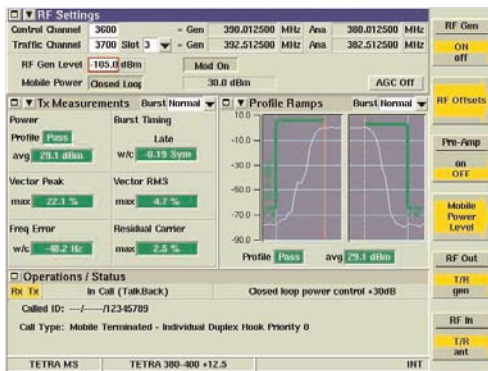 RF Settings
Control Channel 3600 - Gen 390.012500 MHz Ana 380.012500 MHz
Traffic Channel 3700 Slot 3 - Gen 392.512500 MHz Ana 382.512500 MHz
RF Gen Level -105.0 dBm Mod On
Mobile Power Closed Loop 30.0 dBm AGC Off
Tx Measurements Burst Normal
Profile Ramps Burst Normal
Power Burst Timing
Profile Pass Late
avg 29.1 dBm w/c -0.19 Sym
Vector Peak Vector RMS
max 22.1 % max 4.7 %
Freq Error Residual Carrier
w/c -48.2 Hz max 2.5 %
10.0
-10.0
-30.0
-50.0
-70.0
-90.0
Profile Pass avg 29.1 dBm
Operations / Status
Rx Tx In Call (TalkBack) Closed loop power control +30dB
Called ID: ---/-----/12345789
Call Type: Mobile Terminated - Individual Duplex Hook Priority 0
TETRA MS TETRA 380-400 +12.5 INT
RF Gen
ON
off
RF Offsets
Pre-Amp
on
OFF
Mobile
Power
Level
RF Out
T/R
gen
RF In
T/R
ant